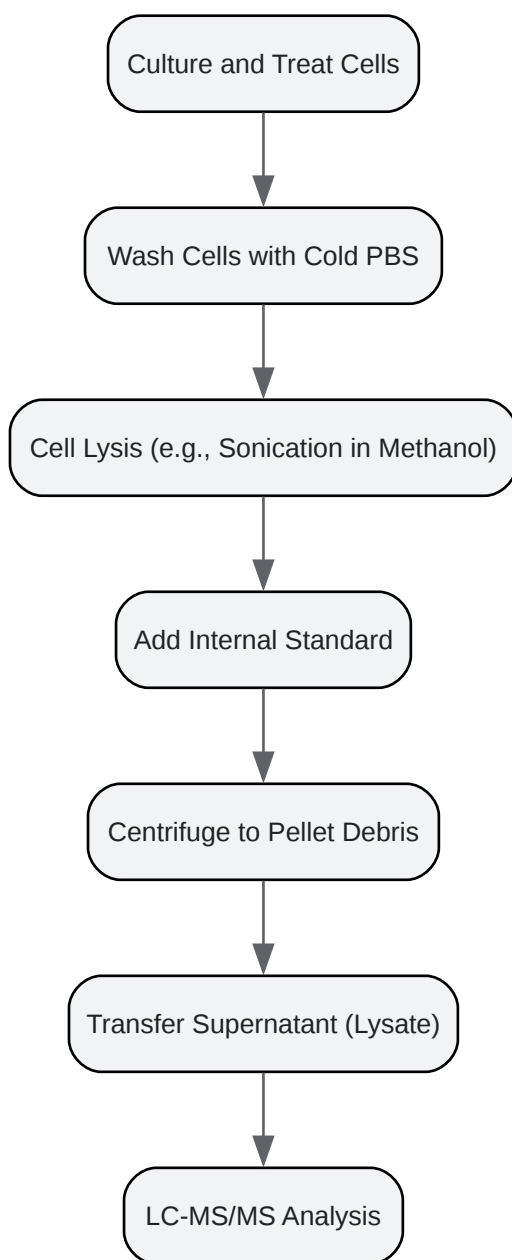 Culture and Treat Cells
Wash Cells with Cold PBS
Cell Lysis (e.g., Sonication in Methanol)
Add Internal Standard
Centrifuge to Pellet Debris
Transfer Supernatant (Lysate)
LC-MS/MS Analysis